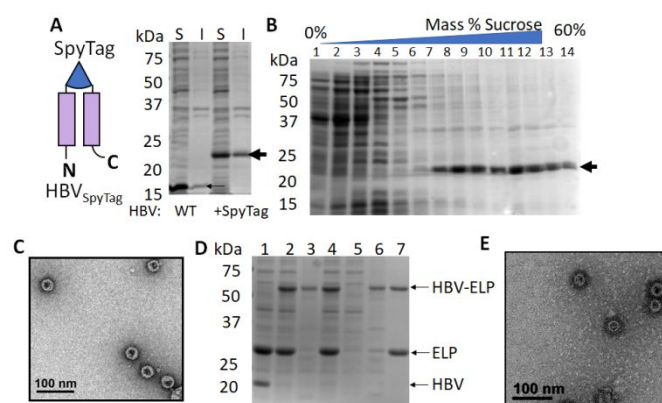 A
SpyTag
N
C
HBVSpyTag
kDa S I S I
75
50
37
25
20
15
HBV: WT +SpyTag
B
0% Mass % Sucrose 60%
1 2 3 4 5 6 7 8 9 10 11 12 13 14
75
50
37
25
20
15
C
100 nm
D
kDa 1 2 3 4 5 6 7
75
50
37
25
20
HBV-ELP
ELP
HBV
E
100 nm